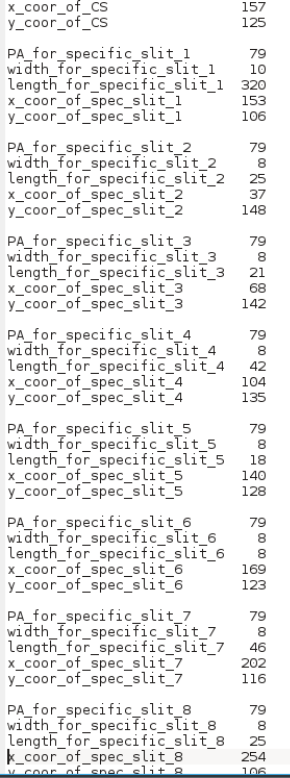 x_coor_of_CS 157
y_coor_of_CS 125
PA_for_specific_slit_1 79
width_for_specific_slit_1 10
length_for_specific_slit_1 320
x_coor_of_spec_slit_1 153
y_coor_of_spec_slit_1 106
PA_for_specific_slit_2 79
width_for_specific_slit_2 8
length_for_specific_slit_2 25
x_coor_of_spec_slit_2 37
y_coor_of_spec_slit_2 148
PA_for_specific_slit_3 79
width_for_specific_slit_3 8
length_for_specific_slit_3 21
x_coor_of_spec_slit_3 68
y_coor_of_spec_slit_3 142
PA_for_specific_slit_4 79
width_for_specific_slit_4 8
length_for_specific_slit_4 42
x_coor_of_spec_slit_4 104
y_coor_of_spec_slit_4 135
PA_for_specific_slit_5 79
width_for_specific_slit_5 8
length_for_specific_slit_5 18
x_coor_of_spec_slit_5 140
y_coor_of_spec_slit_5 128
PA_for_specific_slit_6 79
width_for_specific_slit_6 8
length_for_specific_slit_6 8
x_coor_of_spec_slit_6 169
y_coor_of_spec_slit_6 123
PA_for_specific_slit_7 79
width_for_specific_slit_7 8
length_for_specific_slit_7 46
x_coor_of_spec_slit_7 202
y_coor_of_spec_slit_7 116
PA_for_specific_slit_8 79
width_for_specific_slit_8 8
length_for_specific_slit_8 25
x_coor_of_spec_slit_8 254
y_coor_of_spec_slit_8 106